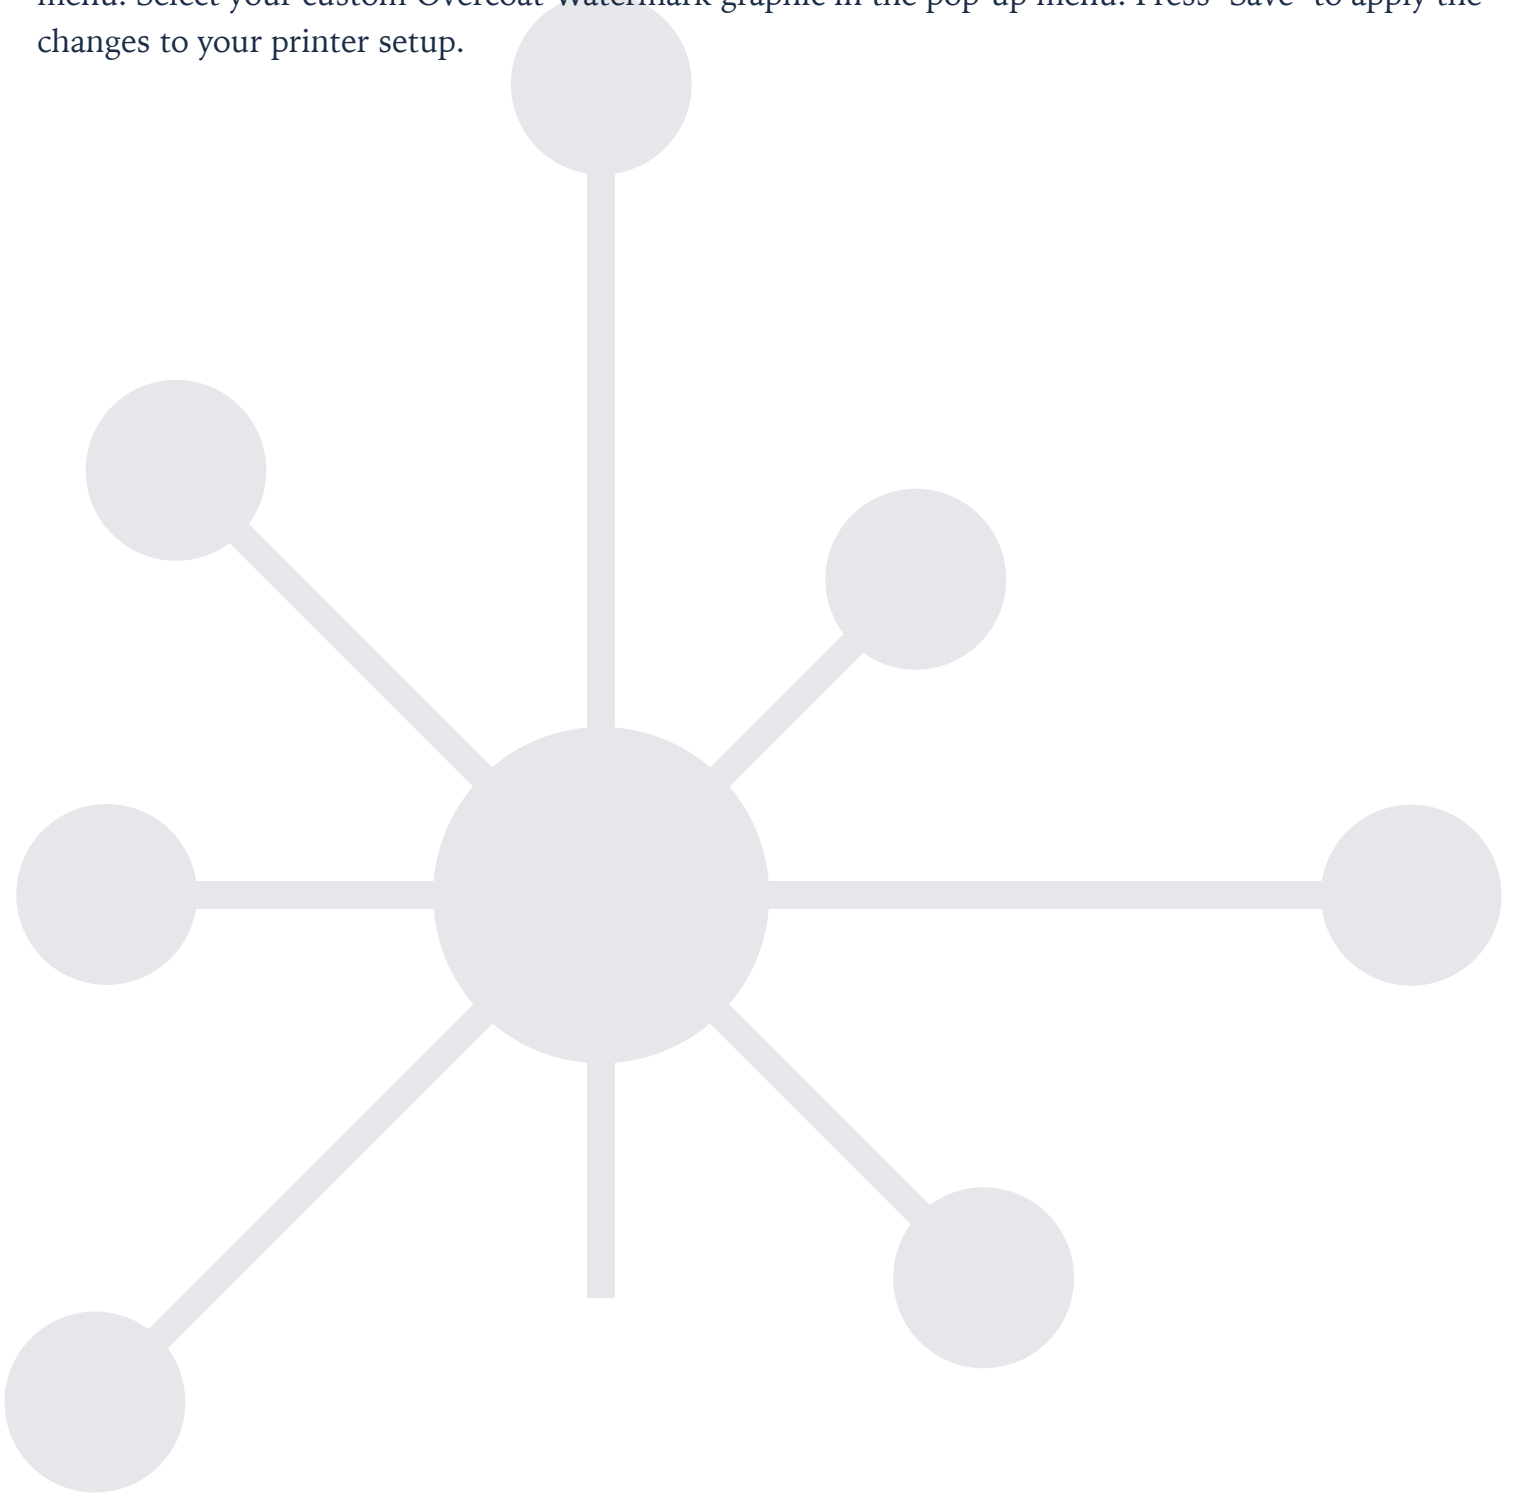 menu. Select your custom Overcoat Watermark graphic in the pop-up menu. Press "Save" to apply the
changes to your printer setup.